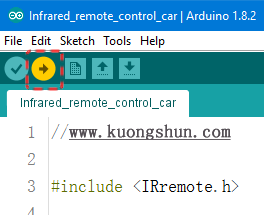 Infrared_remote_control_car | Arduino 1.8.2
File Edit Sketch Tools Help
Infrared_remote_control_car
1 //www.kuongshun.com
2
3 #include <IRremote.h>